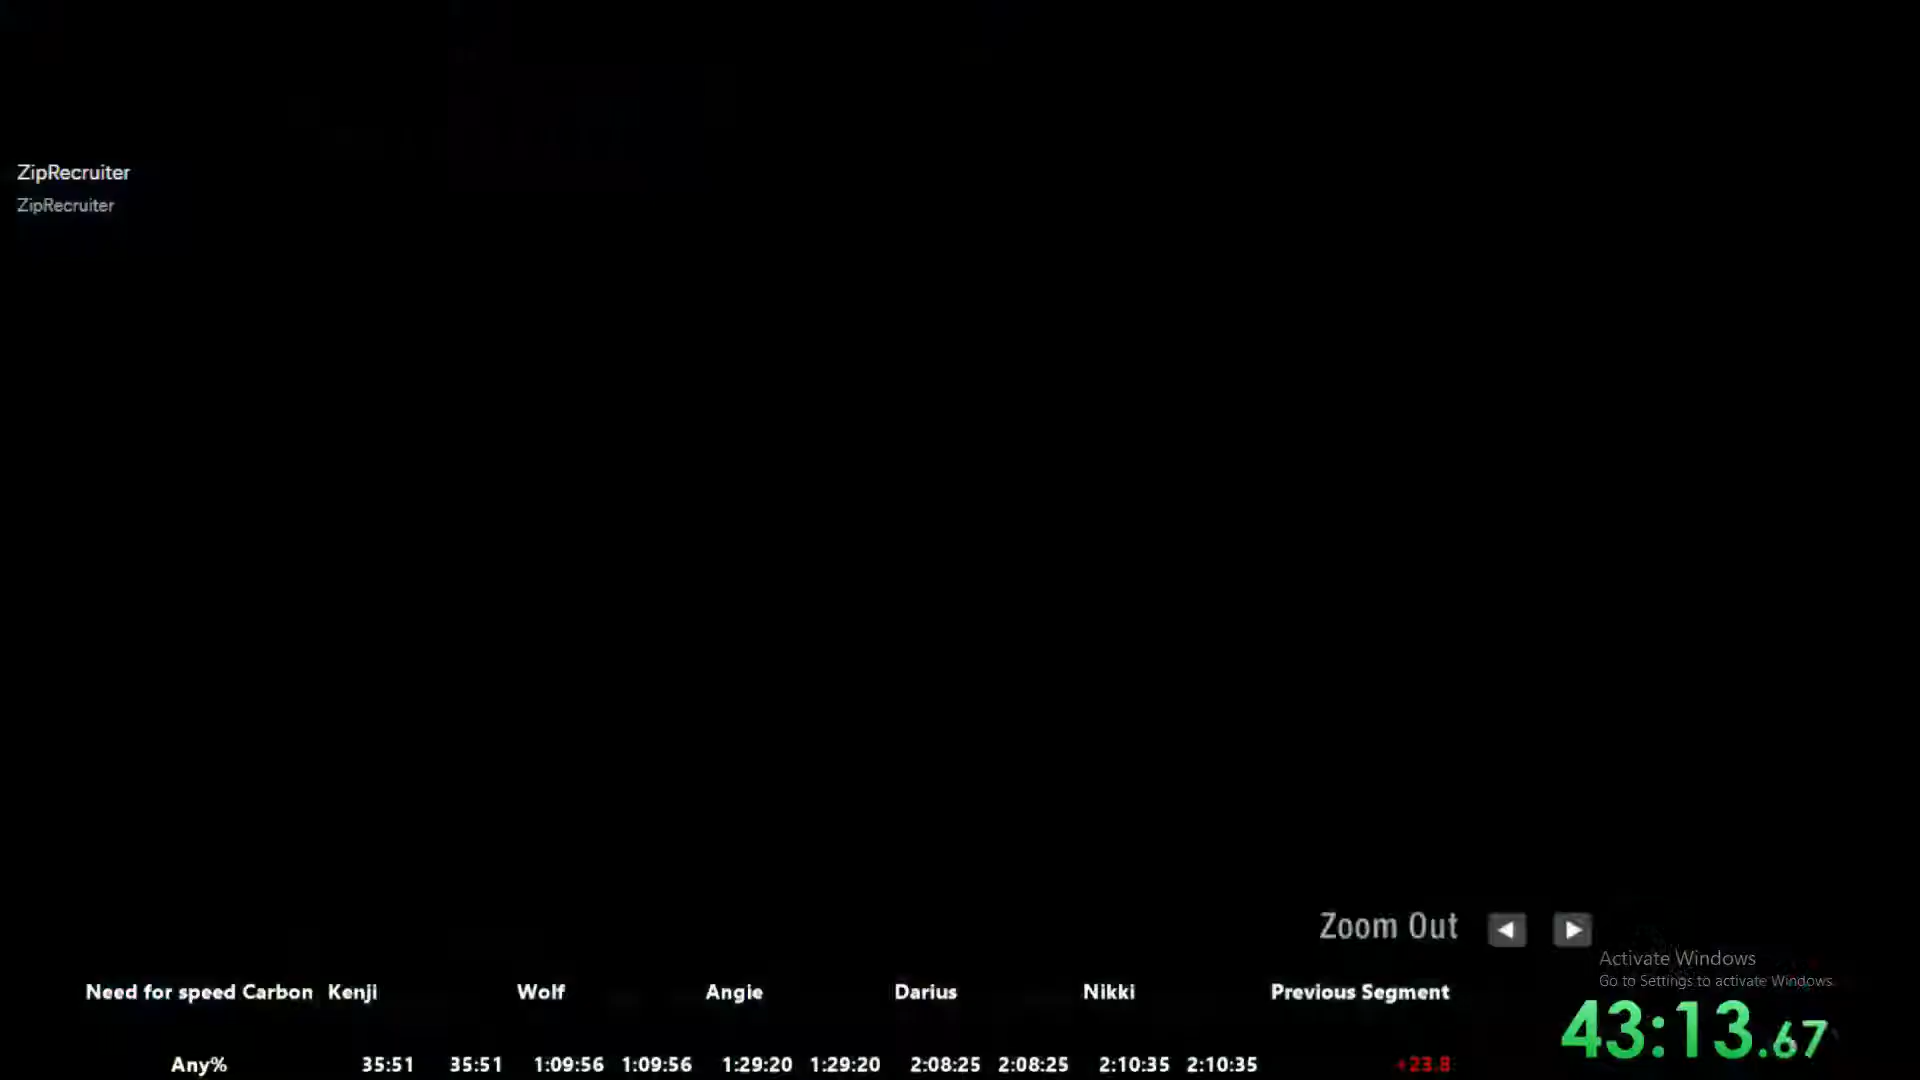 ZipRecruiter
ZipRecruiter
Zoom Out
Activate Windows
Go to Settings to activate Windows.
Need for speed Carbon Kenji Wolf Angie Darius Nikki Previous Segment
43:13.67
Any% 35:51 35:51 1:09:56 1:09:56 1:29:20 1:29:20 2:08:25 2:08:25 2:10:35 2:10:35 +23.8